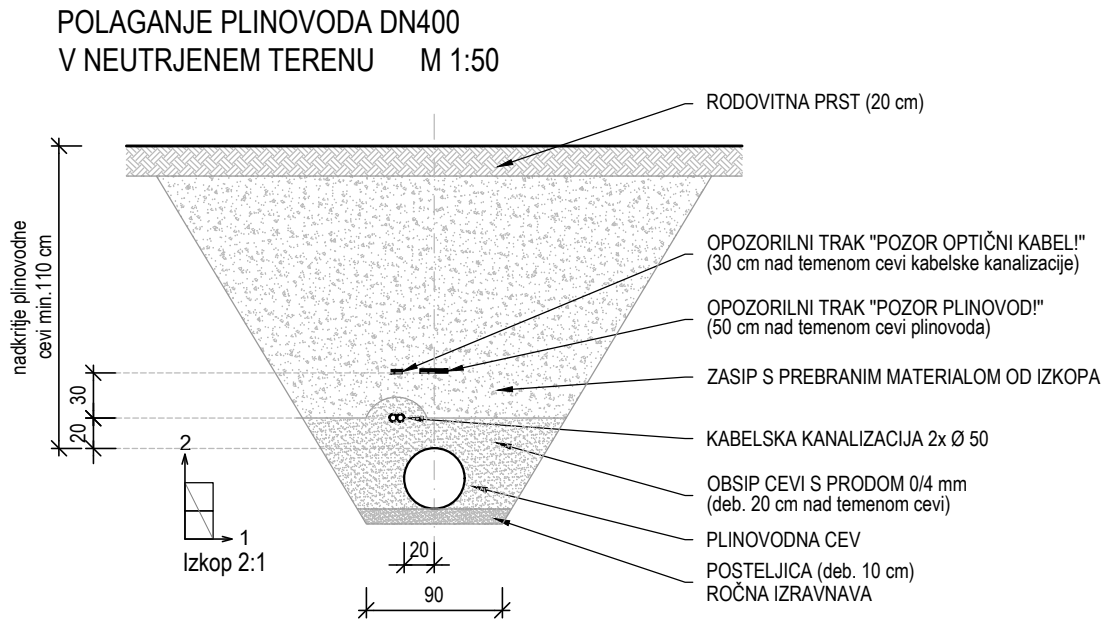 POLAGANJE PLINOVODA DN400
V NEUTRJENEM TERENU M 1:50
RODOVITNA PRST (20 cm)
nadkritje plinovodne
cevi min.110 cm
OPOZORILNI TRAK "POZOR OPTIČNI KABEL!"
(30 cm nad temenom cevi kabelske kanalizacije)
OPOZORILNI TRAK "POZOR PLINOVOD!"
(50 cm nad temenom cevi plinovoda)
ZASIP S PREBRANIM MATERIALOM OD IZKOPA
30
20
KABELSKA KANALIZACIJA 2x Ø 50
2
1
Izkop 2:1
OBSIP CEVI S PRODOM 0/4 mm
(deb. 20 cm nad temenom cevi)
PLINOVODNA CEV
POSTELJICA (deb. 10 cm)
ROČNA IZRAVNAVA
20
90